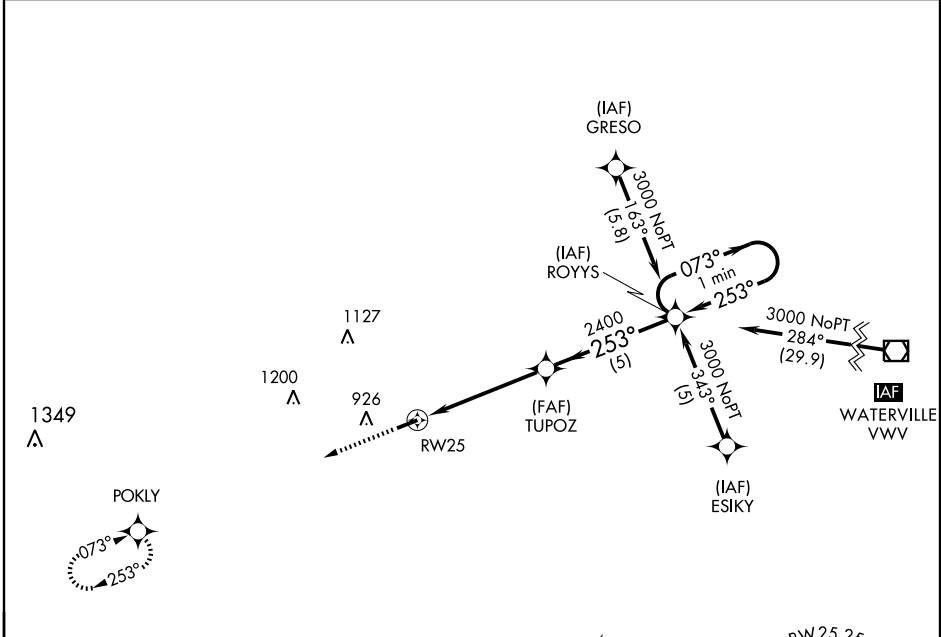 (IAF)
GRESO
3000 NoPT
163°
(5.8)
(IAF)
ROYYS
073°
1 min
253°
3000 NoPT
284°
(29.9)
IAF
WATERVILLE
VWV
2400
253°
(5)
3000 NoPT
343°
(5)
(IAF)
ESIKY
(FAF)
TUPOZ
1127
1200
926
1349
RW25
POKLY
073°
253°
RW25 25